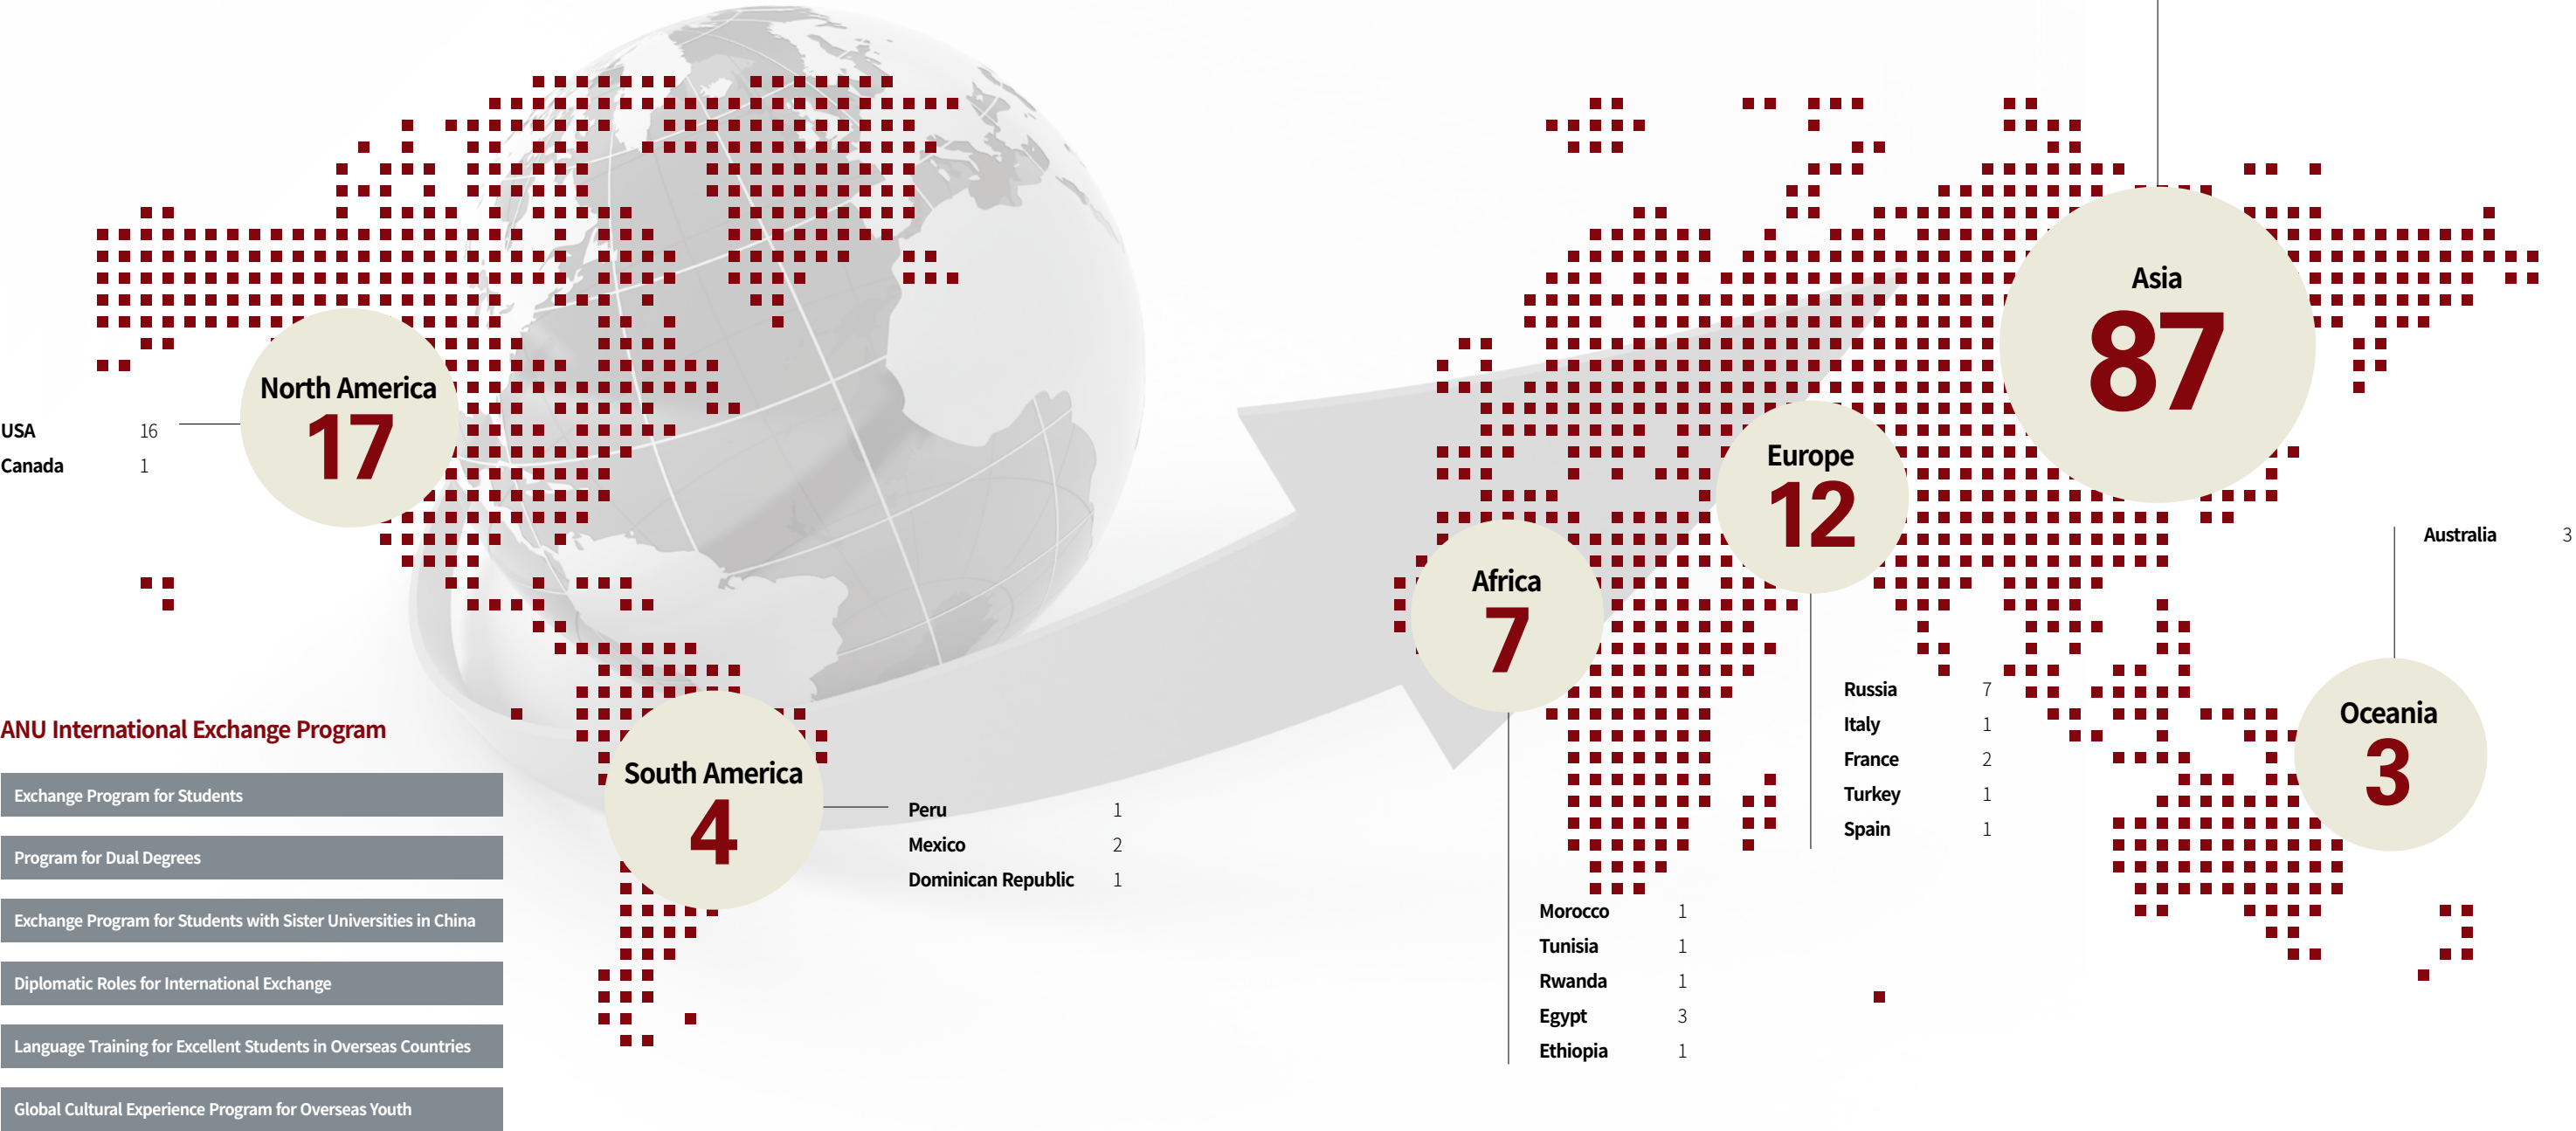 Asia
87
North America
17
USA 16
Canada 1
Europe
12
Africa
7
Australia 3
Russia 7
Italy 1
France 2
Turkey 1
Spain 1
Oceania
3
ANU International Exchange Program
Exchange Program for Students
Program for Dual Degrees
Exchange Program for Students with Sister Universities in China
Diplomatic Roles for International Exchange
Language Training for Excellent Students in Overseas Countries
Global Cultural Experience Program for Overseas Youth
South America
4
Peru 1
Mexico 2
Dominican Republic 1
Morocco 1
Tunisia 1
Rwanda 1
Egypt 3
Ethiopia 1